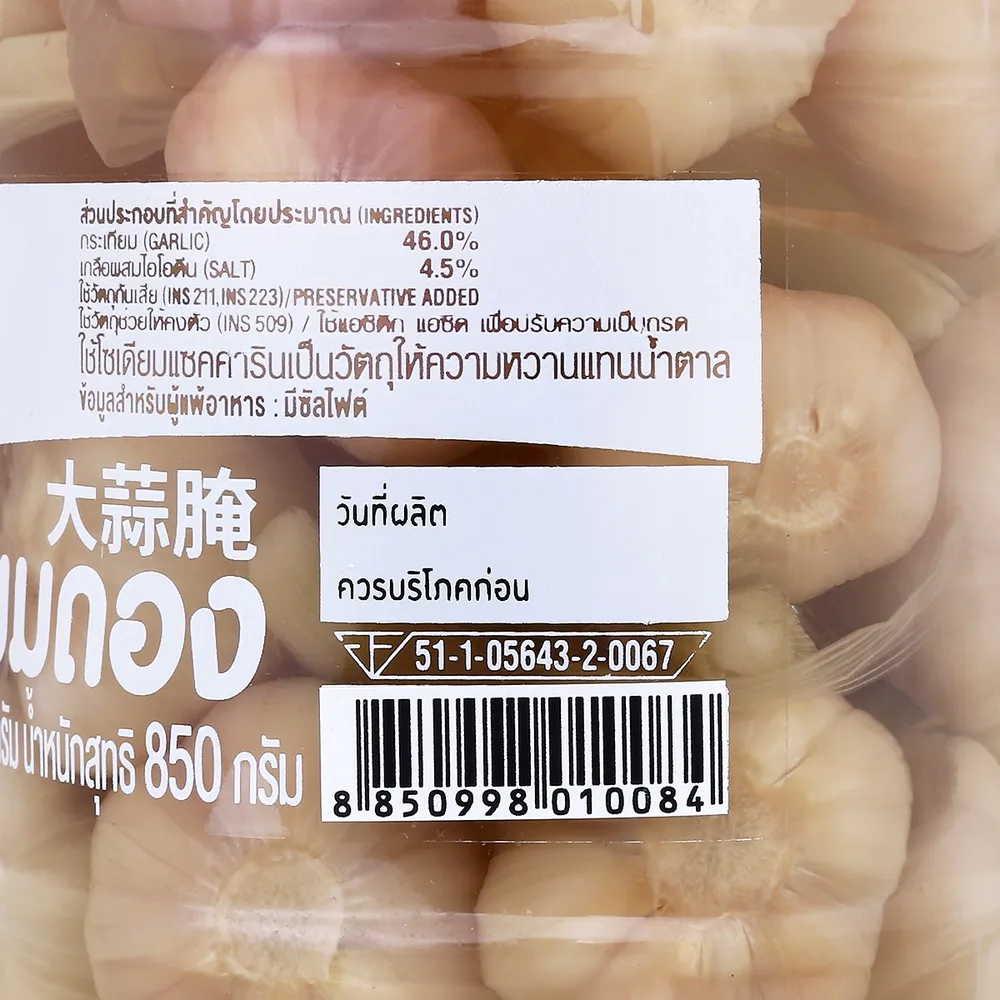 ส่วนประกอบที่สำคัญโดยประมาณ (INGREDIENTS)
กระเทียม (GARLIC) 46.0%
เกลือผสมไอโอดีน (SALT) 4.5%
ใช้วัตถุกันเสีย (INS 211, INS 223)/PRESERVATIVE ADDED
ใช้วัตถุช่วยให้คงตัว (INS 509) / ใช้แอซิติก แอซิด เพื่อปรับความเป็นกรด
ใช้โซเดียมแซคคารินเป็นวัตถุให้ความหวานแทนน้ำตาล
ข้อมูลสำหรับผู้แพ้อาหาร : มีซัลไฟต์
大蒜腌
วันที่ผลิต
ควรบริโภคก่อน
มดอง
51-1-05643-2-0067
รัม น้ำหนักสุทธิ 850 กรัม
8 850998 010084